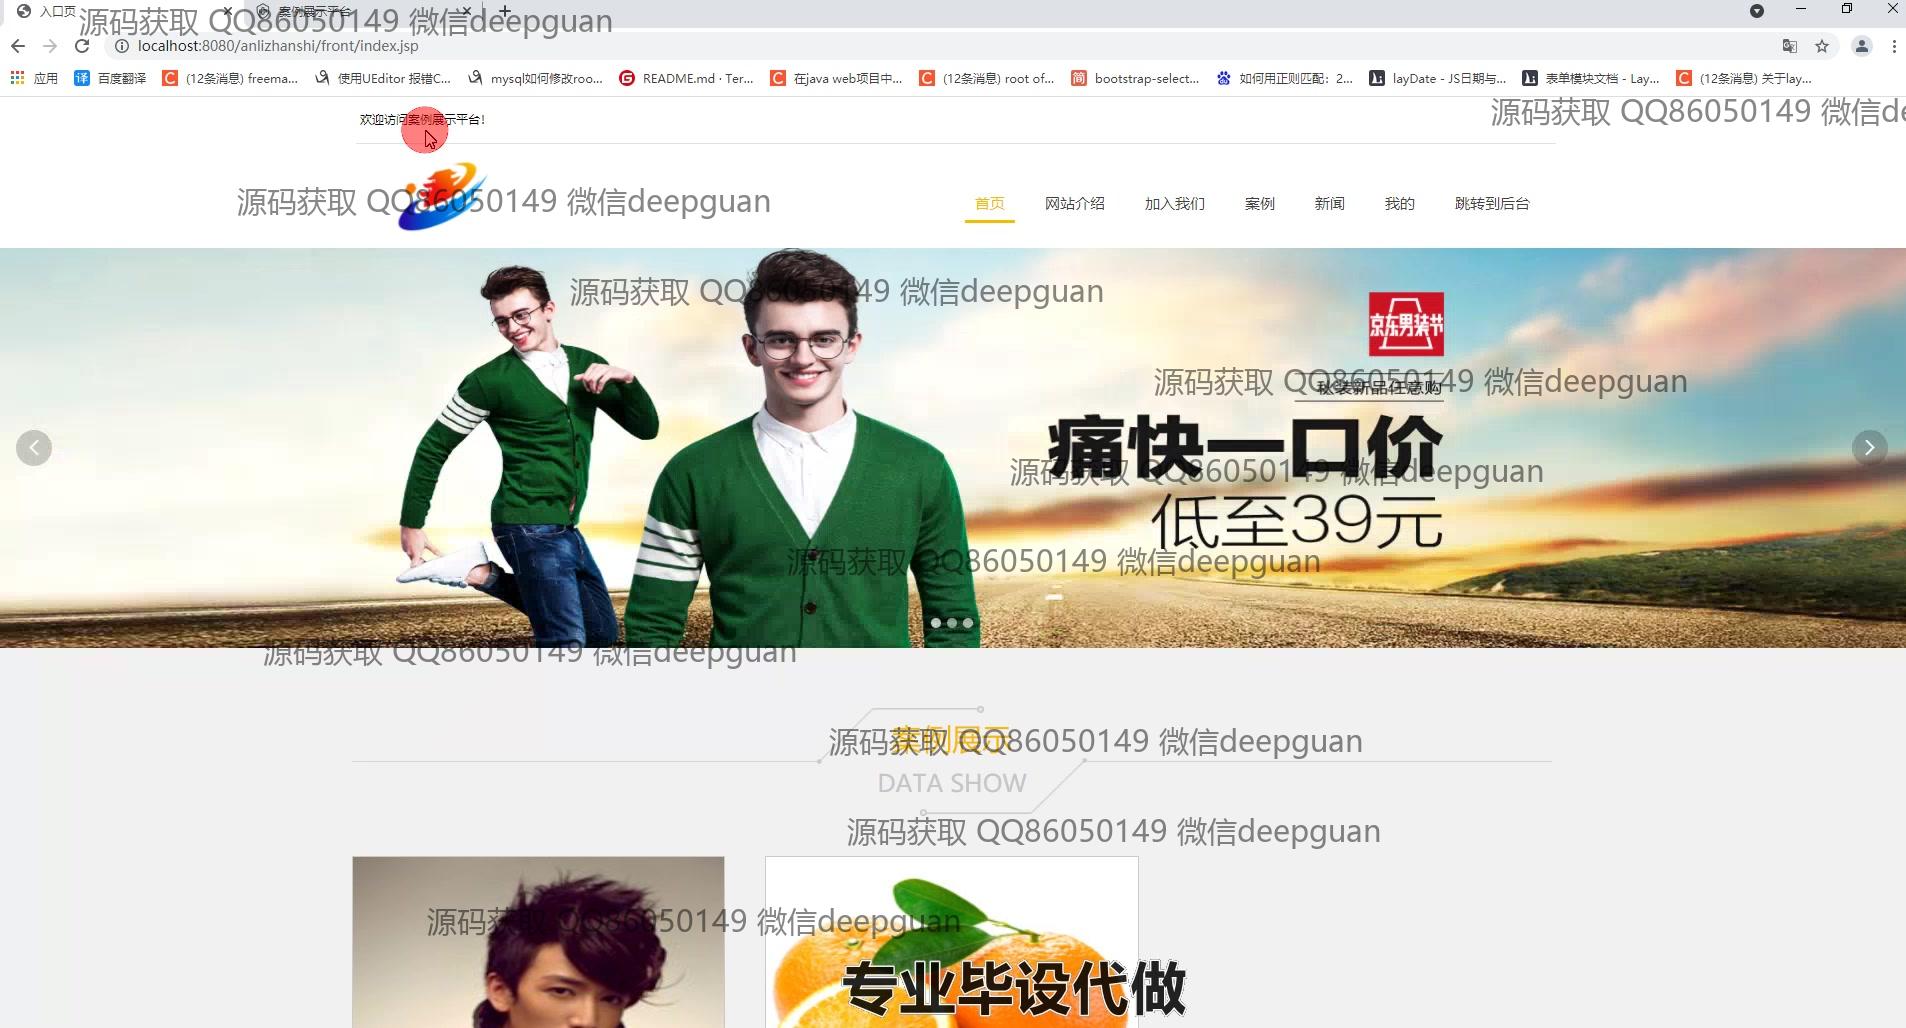 入口页
案例展示平台
源码获取 QQ86050149 微信deepguan
localhost:8080/anlizhanshi/front/index.jsp
应用
百度翻译
(12条消息) freema...
使用UEditor 报错C...
mysql如何修改roo...
README.md · Ter...
在java web项目中...
(12条消息) root of...
bootstrap-select...
如何用正则匹配：2...
layDate - JS日期与...
表单模块文档 - Lay...
(12条消息) 关于lay...
源码获取 QQ86050149 微信de
欢迎访问案例展示平台!
源码获取 QQ86050149 微信deepguan
首页
网站介绍
加入我们
案例
新闻
我的
跳转到后台
源码获取 QQ86050149 微信deepguan
京东男装节
源码获取 QQ86050149 微信deepguan
秋装新品任意购
痛快一口价
源码获取 QQ86050149 微信deepguan
低至39元
源码获取 QQ86050149 微信deepguan
源码获取 QQ86050149 微信deepguan
案例展示
源码获取 QQ86050149 微信deepguan
DATA SHOW
源码获取 QQ86050149 微信deepguan
源码获取 QQ86050149 微信deepguan
专业毕设代做